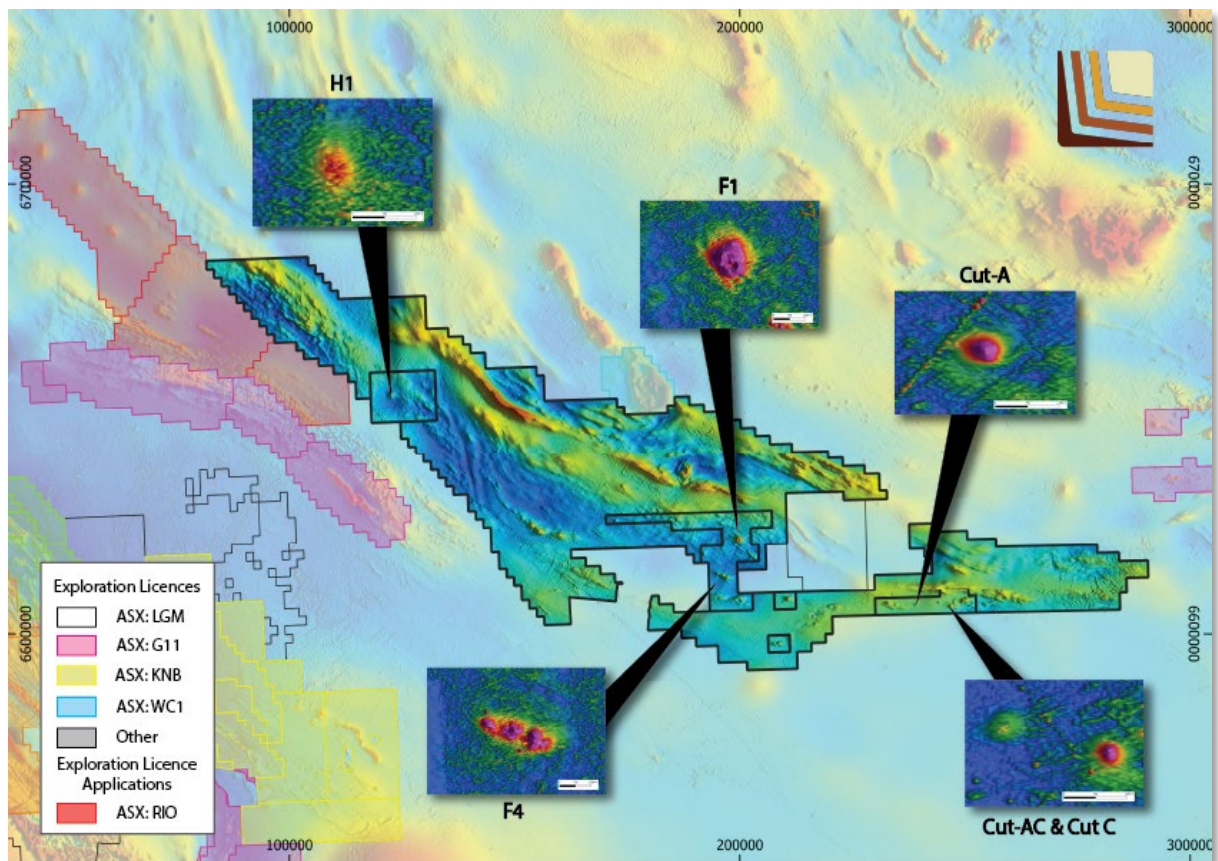 100000
200000
300000
H1
F1
6700000
6700000
Cut-A
Exploration Licences
ASX: LGM
ASX: G11
ASX: KNB
ASX: WC1
Other
Exploration Licence
Applications
ASX: RIO
6600000
6600000
F4
Cut-AC & Cut C
100000
200000
300000